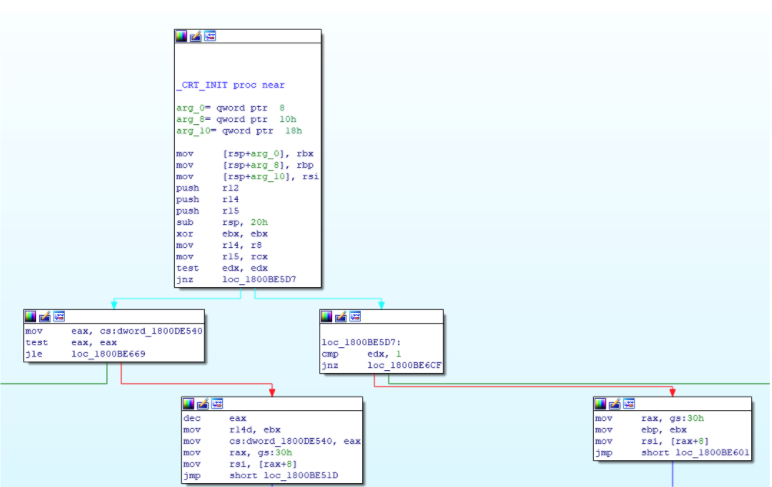 _CRT_INIT proc near
arg_0= qword ptr  8
arg_8= qword ptr  10h
arg_10= qword ptr  18h
mov     [rsp+arg_0], rbx
mov     [rsp+arg_8], rbp
mov     [rsp+arg_10], rsi
push    r12
push    r14
push    r15
sub     rsp, 20h
xor     ebx, ebx
mov     r14, r8
mov     r15, rcx
test    edx, edx
jnz     loc_1800BE5D7
mov     eax, cs:dword_1800DE540
test    eax, eax
jle     loc_1800BE669
loc_1800BE5D7:
cmp     edx, 1
jnz     loc_1800BE6CF
dec     eax
mov     r14d, ebx
mov     cs:dword_1800DE540, eax
mov     rax, gs:30h
mov     rsi, [rax+8]
jmp     short loc_1800BE51D
mov     rax, gs:30h
mov     ebp, ebx
mov     rsi, [rax+8]
jmp     short loc_1800BE601